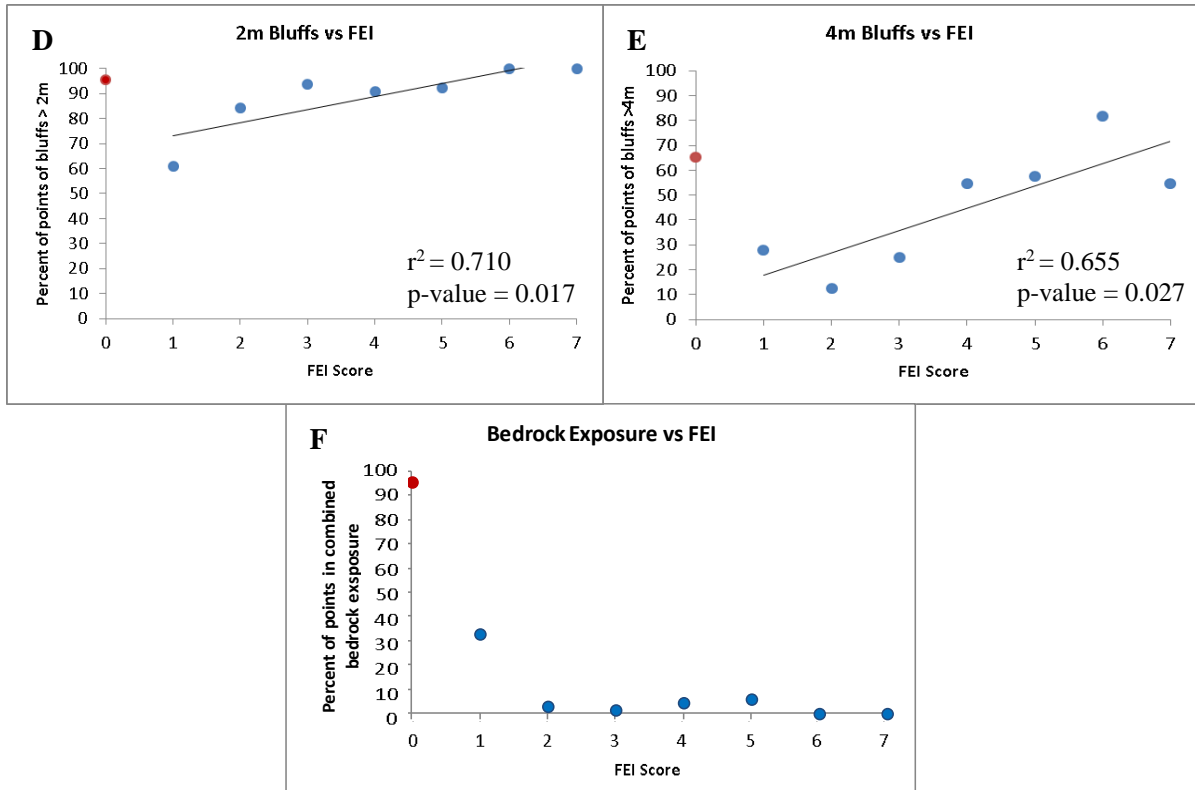 D
2m Bluffs vs FEI
Percent of points of bluffs > 2m
100
90
80
70
60
50
40
30
20
10
0
0 1 2 3 4 5 6 7
FEI Score
r² = 0.710
p-value = 0.017
E
4m Bluffs vs FEI
Percent of points of bluffs >4m
100
90
80
70
60
50
40
30
20
10
0
0 1 2 3 4 5 6 7
FEI Score
r² = 0.655
p-value = 0.027
F
Bedrock Exposure vs FEI
Percent of points in combined
bedrock exsposure
100
90
80
70
60
50
40
30
20
10
0
0 1 2 3 4 5 6 7
FEI Score